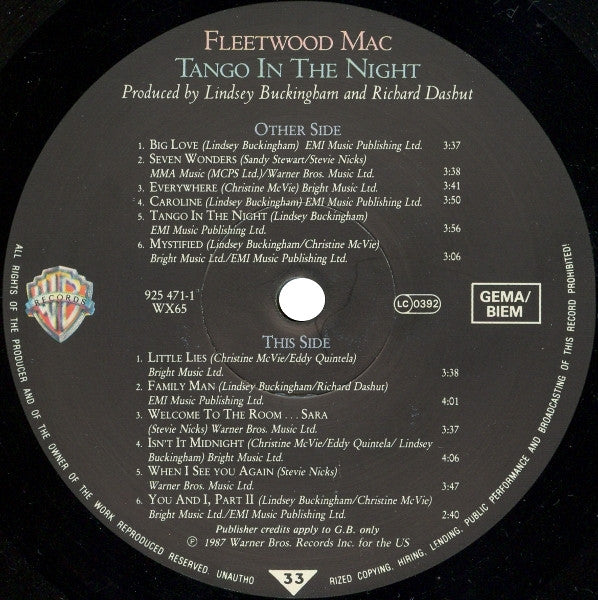 FLEETWOOD MAC
TANGO IN THE NIGHT
Produced by Lindsey Buckingham and Richard Dashut
OTHER SIDE
1. BIG LOVE (Lindsey Buckingham) EMI Music Publishing Ltd. 3:37
2. SEVEN WONDERS (Sandy Stewart/Stevie Nicks)
MMA Music (MCPS Ltd.)/Warner Bros. Music Ltd. 3:38
3. EVERYWHERE (Christine McVie) Bright Music Ltd. 3:41
4. CAROLINE (Lindsey Buckingham) EMI Music Publishing Ltd. 3:50
5. TANGO IN THE NIGHT (Lindsey Buckingham)
EMI Music Publishing Ltd. 3:56
6. MYSTIFIED (Lindsey Buckingham/Christine McVie)
Bright Music Ltd./EMI Music Publishing Ltd. 3:06
WB
RECORDS
925 471-1
WX65
LC 0392
GEMA/
BIEM
THIS SIDE
1. LITTLE LIES (Christine McVie/Eddy Quintela)
Bright Music Ltd. 3:38
2. FAMILY MAN (Lindsey Buckingham/Richard Dashut)
EMI Music Publishing Ltd. 4:01
3. WELCOME TO THE ROOM . . . SARA
(Stevie Nicks) Warner Bros. Music Ltd. 3:37
4. ISN'T IT MIDNIGHT (Christine McVie/Eddy Quintela/ Lindsey
Buckingham) Bright Music Ltd. 4:06
5. WHEN I SEE YOU AGAIN (Stevie Nicks)
Warner Bros. Music Ltd. 3:47
6. YOU AND I, PART II (Lindsey Buckingham/Christine McVie)
Bright Music Ltd./EMI Music Publishing Ltd. 2:40
Publisher credits apply to G.B. only
℗ 1987 Warner Bros. Records Inc. for the US
ALL RIGHTS OF THE PRODUCER AND OF THE OWNER OF THE WORK REPRODUCED RESERVED. UNAUTHO 33 RIZED COPYING, HIRING, LENDING, PUBLIC PERFORMANCE AND BROADCASTING OF THIS RECORD PROHIBITED!